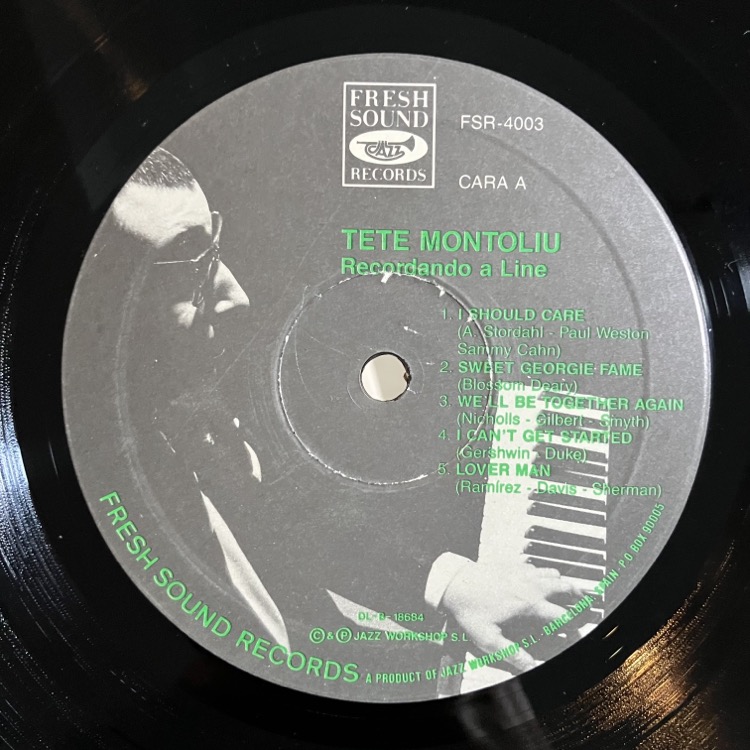 FRESH
SOUND
JAZZ
RECORDS
FSR-4003
CARA A
TETE MONTOLIU
Recordando a Line
1. I SHOULD CARE
(A. Stordahl - Paul Weston
Sammy Cahn)
2. SWEET GEORGIE FAME
(Blossom Deary)
3. WE'LL BE TOGETHER AGAIN
(Nicholls - Gilbert - Smyth)
4. I CAN'T GET STARTED
(Gershwin - Duke)
5. LOVER MAN
(Ramírez - Davis - Sherman)
DL-B-18684
© & Ⓟ JAZZ WORKSHOP S.L.
FRESH SOUND RECORDS A PRODUCT OF JAZZ WORKSHOP S.L. - BARCELONA, SPAIN. P.O BOX 90005